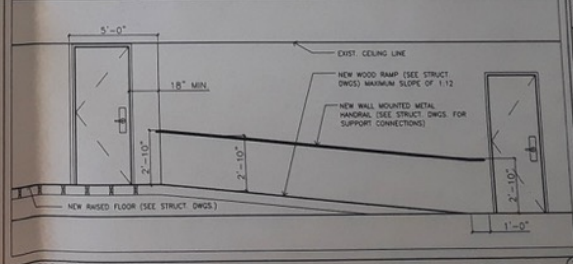 5'-0"
EXIST. CEILING LINE
18" MIN.
NEW WOOD RAMP (SEE STRUCT.
DWGS) MAXIMUM SLOPE OF 1:12
NEW WALL MOUNTED METAL
HANDRAIL (SEE STRUCT. DWGS. FOR
SUPPORT CONNECTIONS)
2'-10"
2'-10"
2'-10"
NEW RAISED FLOOR (SEE STRUCT. DWGS.)
1'-0"